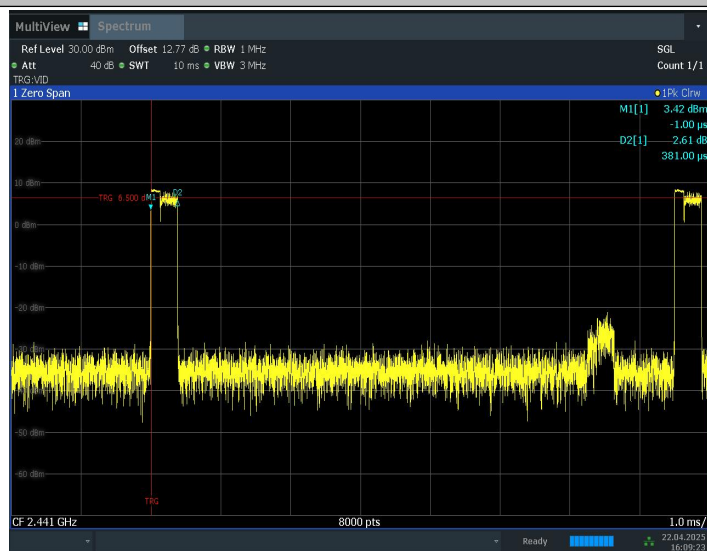 MultiView Spectrum
Ref Level 30.00 dBm Offset 12.77 dB RBW 1 MHz SGL
Att 40 dB SWT 10 ms VBW 3 MHz Count 1/1
TRG:VID
1 Zero Span 1Pk Clrw
M1[1] 3.42 dBm
-1.00 µs
D2[1] 2.61 dB
381.00 µs
20 dBm
10 dBm
TRG 6.500 d M1 D2
0 dBm
-10 dBm
-20 dBm
-30 dBm
-50 dBm
-60 dBm
TRG
CF 2.441 GHz 8000 pts 1.0 ms/
Ready 22.04.2025
16:09:23